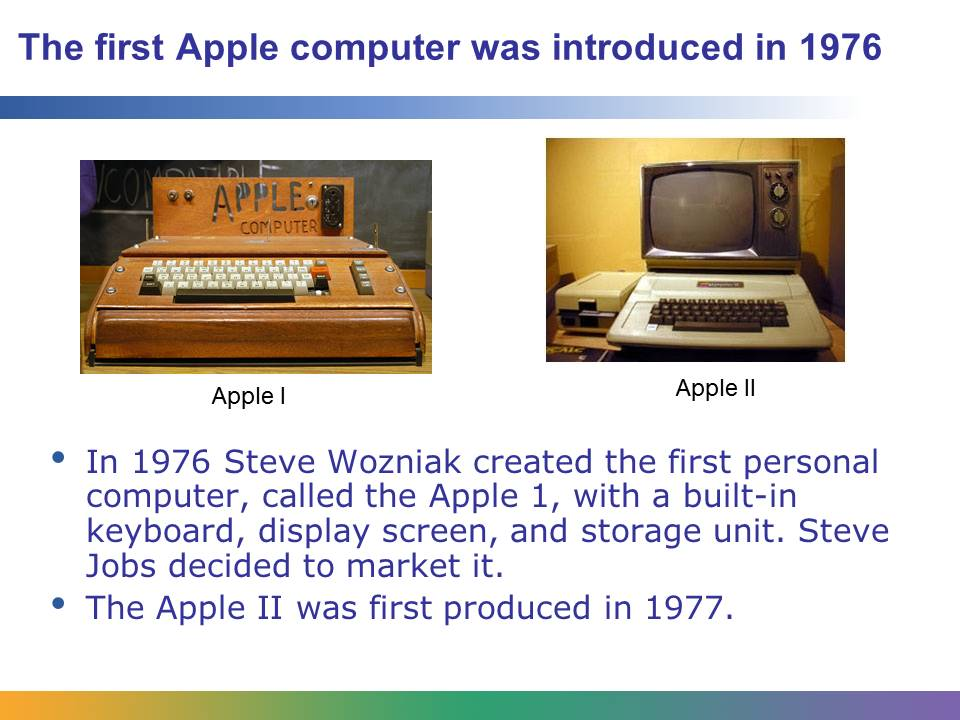 The first Apple computer was introduced in 1976
APPLE
COMPUTER
Apple I
Apple II
• In 1976 Steve Wozniak created the first personal
computer, called the Apple 1, with a built-in
keyboard, display screen, and storage unit. Steve
Jobs decided to market it.
• The Apple II was first produced in 1977.